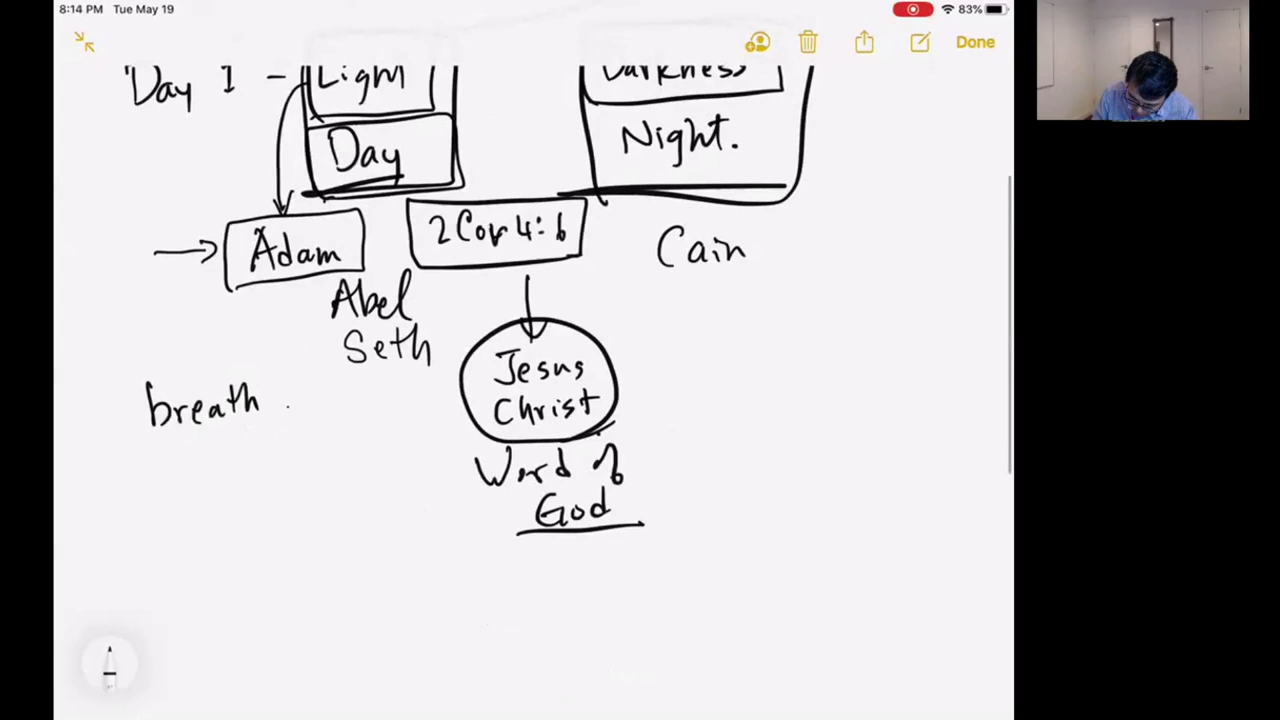 8:14 PM Tue May 19
83%
Done
Day 1 - Light
Darkness
Day
Night.
Adam
2 Cor 4:6
Cain
Abel
Seth
Jesus
Christ
breath
Word of
God